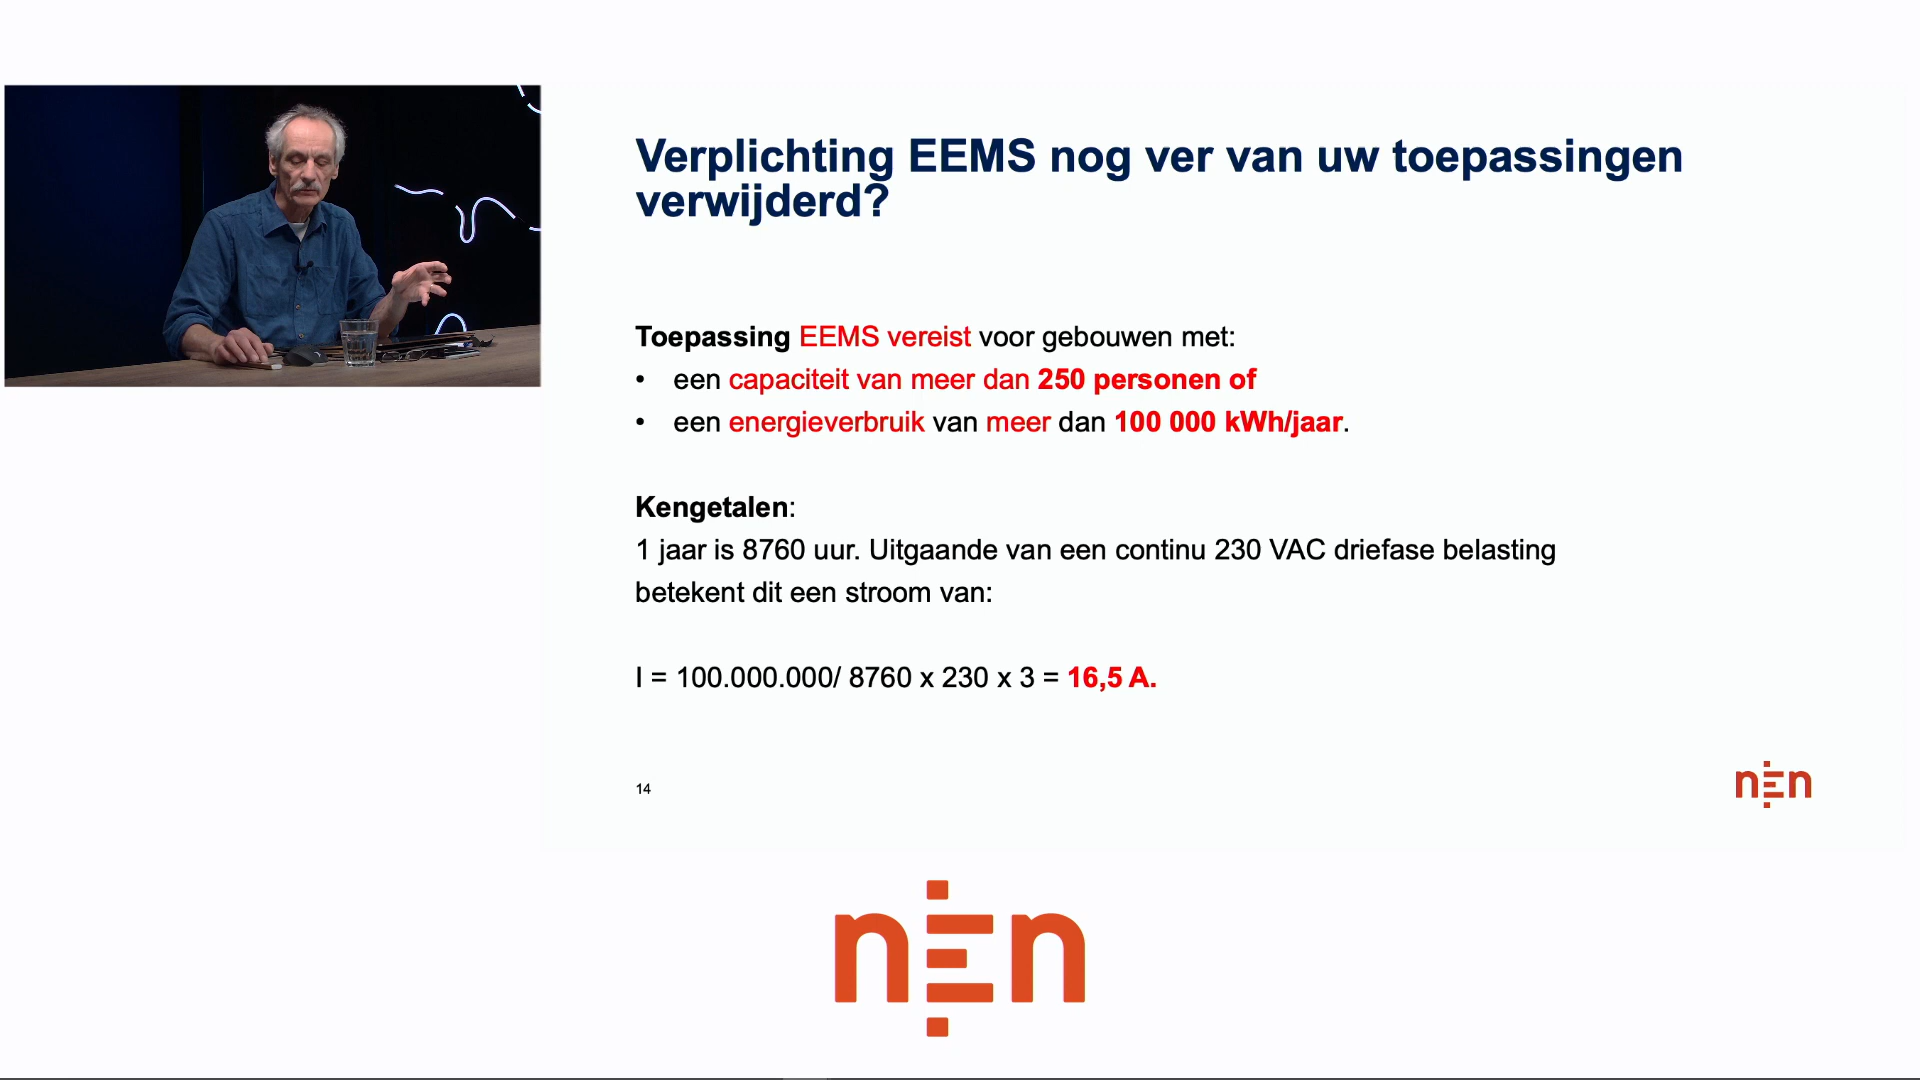 Verplichting EEMS nog ver van uw toepassingen
verwijderd?
Toepassing EEMS vereist voor gebouwen met:
• een capaciteit van meer dan 250 personen of
• een energieverbruik van meer dan 100 000 kWh/jaar.
Kengetalen:
1 jaar is 8760 uur. Uitgaande van een continu 230 VAC driefase belasting
betekent dit een stroom van:
I = 100.000.000/ 8760 x 230 x 3 = 16,5 A.
14
nen
nen